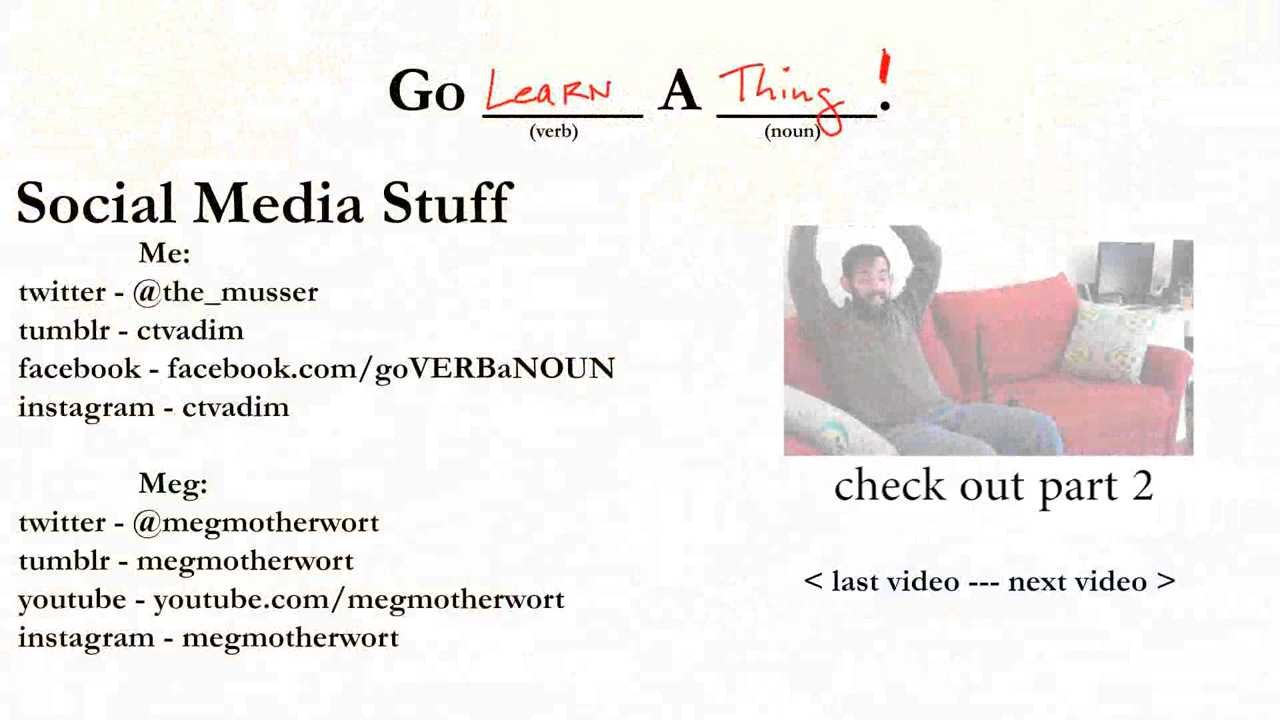 Go LeaRN A Thing!.
(verb) (noun)
Social Media Stuff
Me:
twitter - @the_musser
tumblr - ctvadim
facebook - facebook.com/goVERBaNOUN
instagram - ctvadim
Meg:
twitter - @megmotherwort
tumblr - megmotherwort
youtube - youtube.com/megmotherwort
instagram - megmotherwort
check out part 2
< last video --- next video >